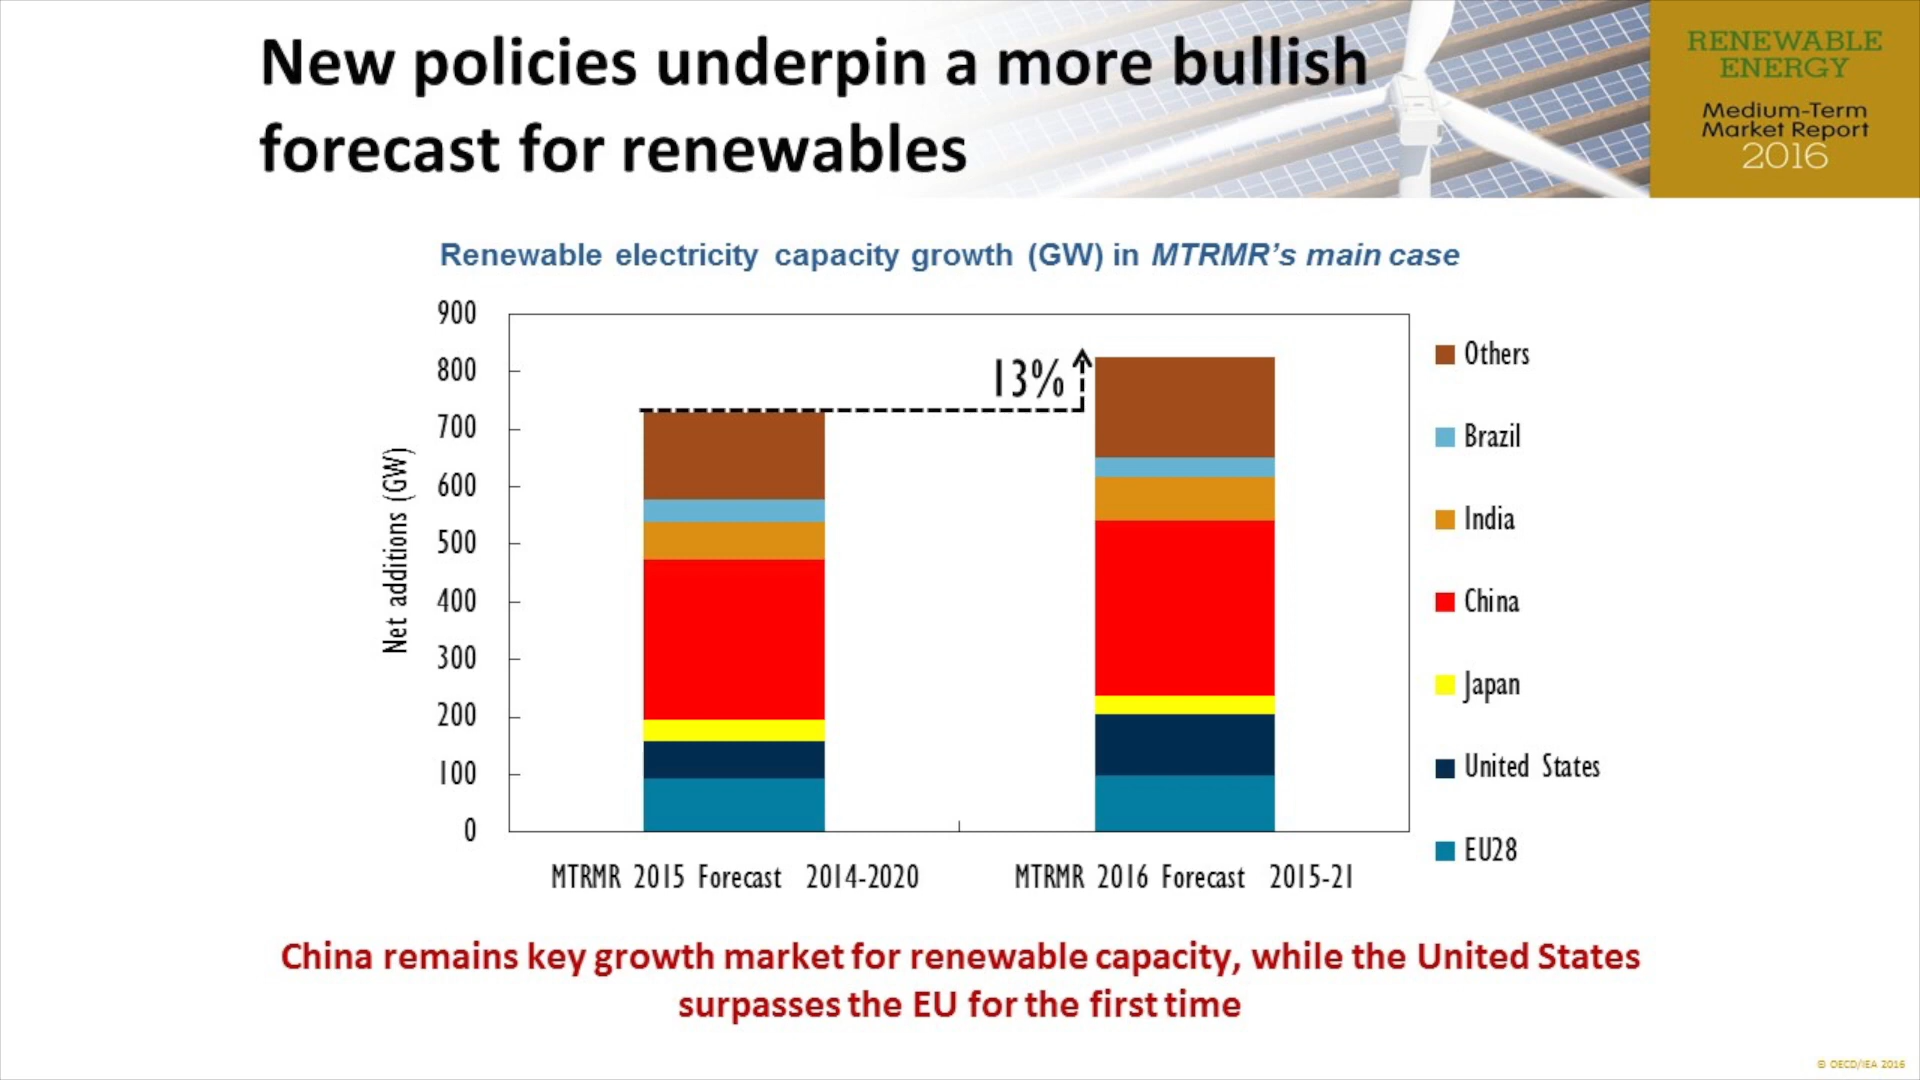 New policies underpin a more bullish
forecast for renewables
RENEWABLE
ENERGY
Medium-Term
Market Report
2016
Renewable electricity capacity growth (GW) in MTRMR’s main case
Net additions (GW)
900
800
700
600
500
400
300
200
100
0
13%
MTRMR 2015 Forecast 2014-2020
MTRMR 2016 Forecast 2015-21
Others
Brazil
India
China
Japan
United States
EU28
China remains key growth market for renewable capacity, while the United States
surpasses the EU for the first time
© OECD/IEA 2016